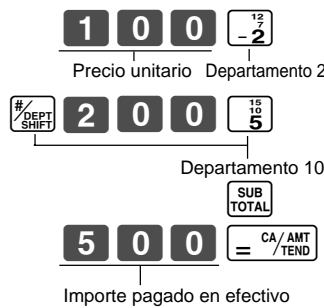 1 0 0 12 7 -2
Precio unitario Departamento 2
#/DEPT SHIFT 2 0 0 15 10 5
Departamento 10
SUB TOTAL
5 0 0 = CA/AMT /TEND
Importe pagado en efectivo